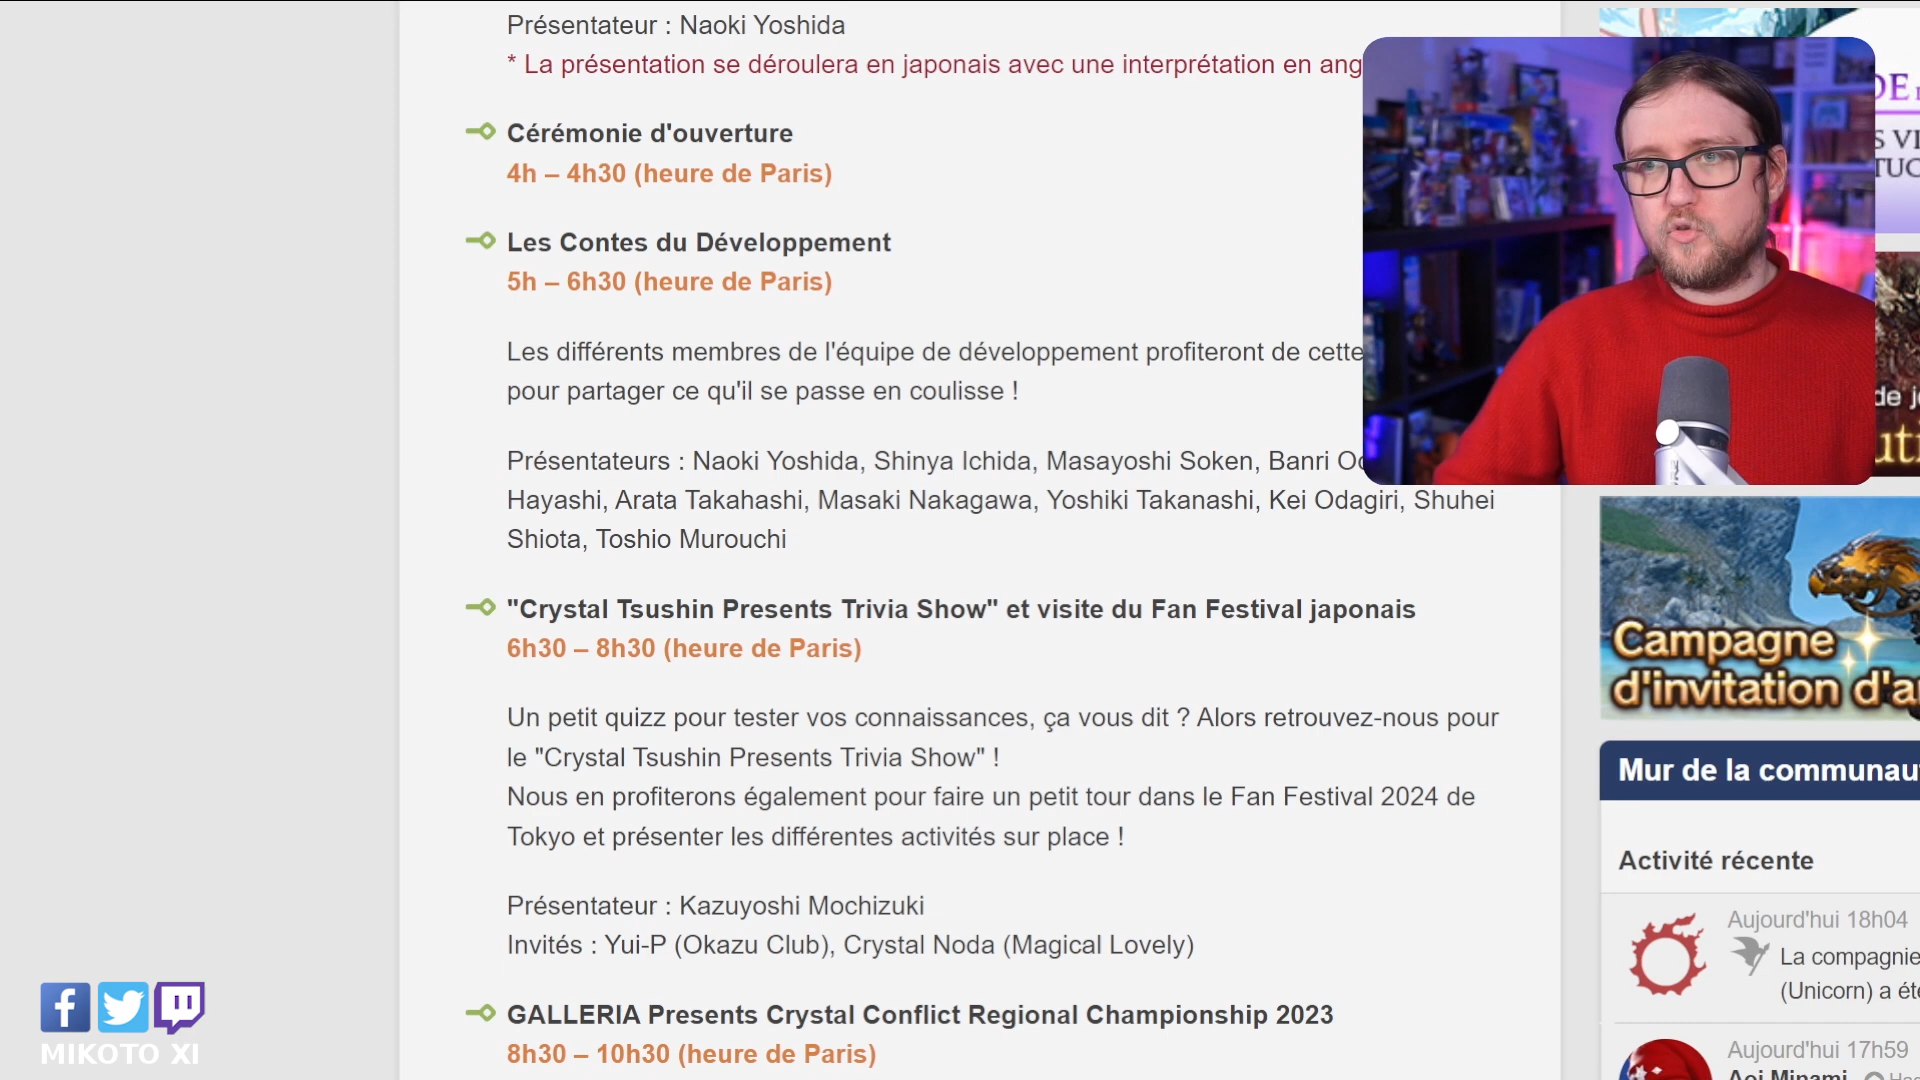 Présentateur : Naoki Yoshida
* La présentation se déroulera en japonais avec une interprétation en ang
Cérémonie d'ouverture
4h – 4h30 (heure de Paris)
Les Contes du Développement
5h – 6h30 (heure de Paris)
Les différents membres de l'équipe de développement profiteront de cette
pour partager ce qu'il se passe en coulisse !
Présentateurs : Naoki Yoshida, Shinya Ichida, Masayoshi Soken, Banri
Hayashi, Arata Takahashi, Masaki Nakagawa, Yoshiki Takanashi, Kei Odagiri, Shuhei
Shiota, Toshio Murouchi
"Crystal Tsushin Presents Trivia Show" et visite du Fan Festival japonais
6h30 – 8h30 (heure de Paris)
Un petit quizz pour tester vos connaissances, ça vous dit ? Alors retrouvez-nous pour
le "Crystal Tsushin Presents Trivia Show" !
Nous en profiterons également pour faire un petit tour dans le Fan Festival 2024 de
Tokyo et présenter les différentes activités sur place !
Présentateur : Kazuyoshi Mochizuki
Invités : Yui-P (Okazu Club), Crystal Noda (Magical Lovely)
GALLERIA Presents Crystal Conflict Regional Championship 2023
8h30 – 10h30 (heure de Paris)
MIKOTO XI
DE
S VI
TUC
de j
uti
Campagne
d'invitation d'a
Mur de la communau
Activité récente
Aujourd'hui 18h04
La compagnie
(Unicorn) a été
Aujourd'hui 17h59
Aoi Minami